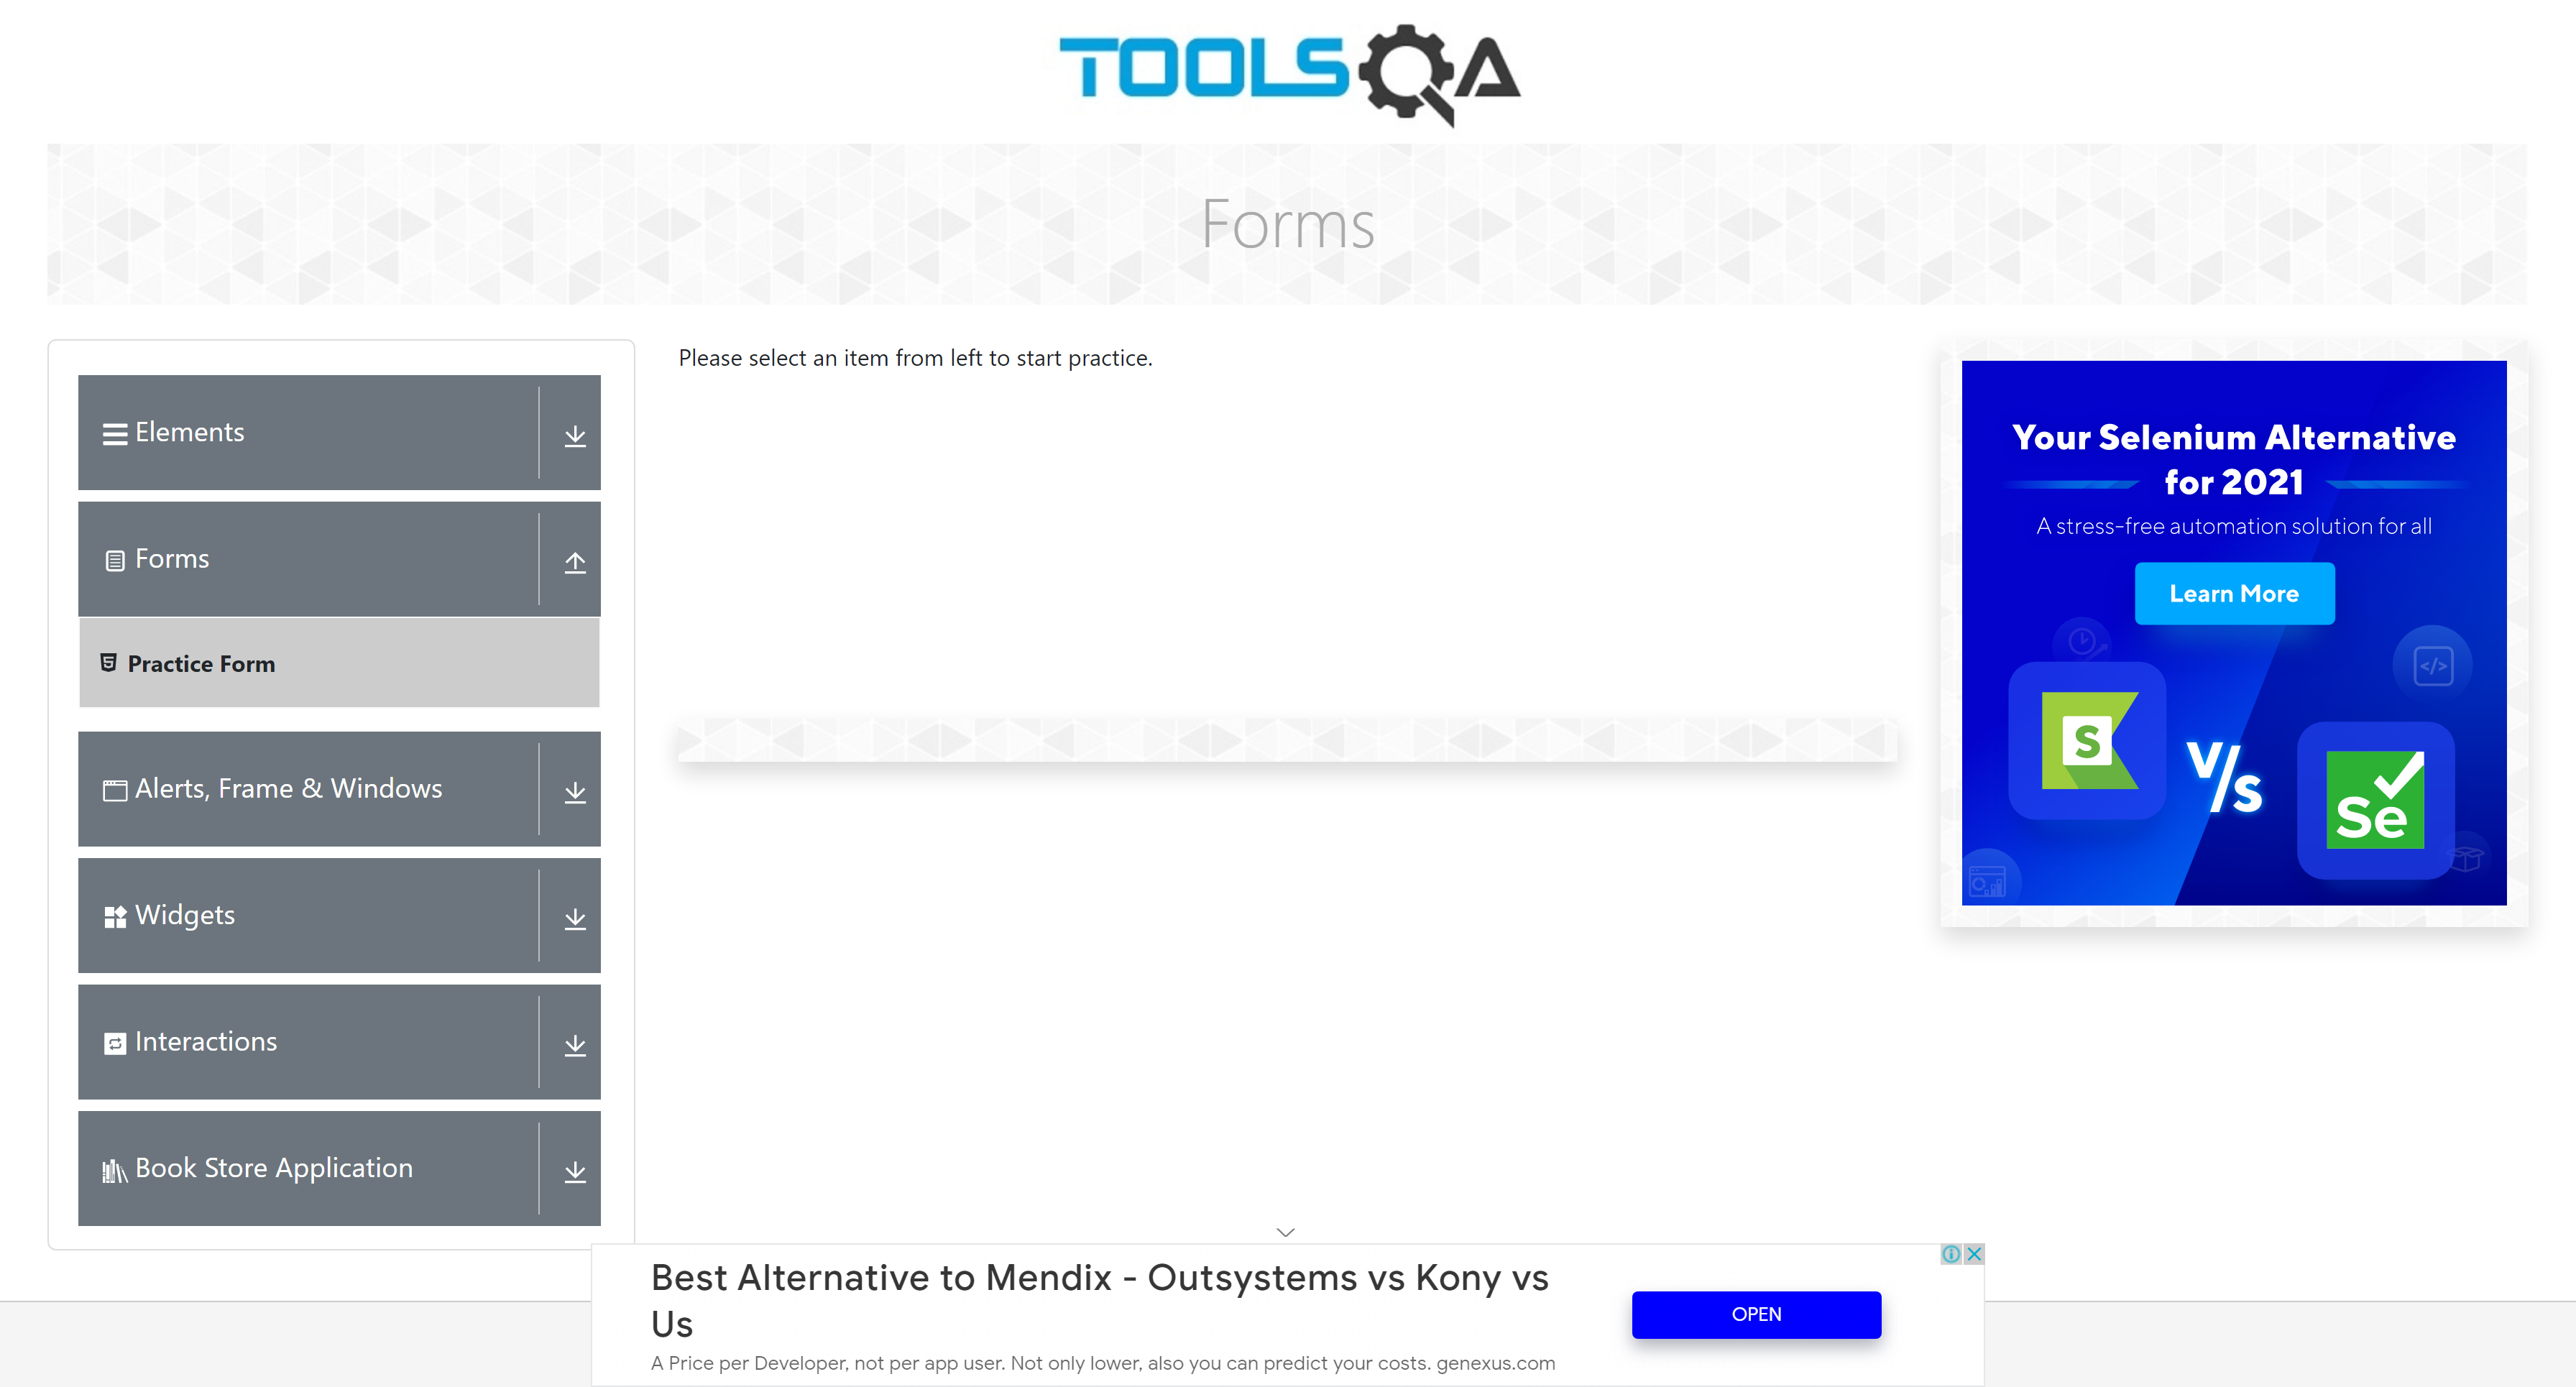 TOOLSQA
Forms
Elements
Forms
Practice Form
Alerts, Frame & Windows
Widgets
Interactions
Book Store Application
Please select an item from left to start practice.
Your Selenium Alternative
for 2021
A stress-free automation solution for all
Learn More
S
V/s
Se
</>
Best Alternative to Mendix - Outsystems vs Kony vs
Us
A Price per Developer, not per app user. Not only lower, also you can predict your costs. genexus.com
OPEN